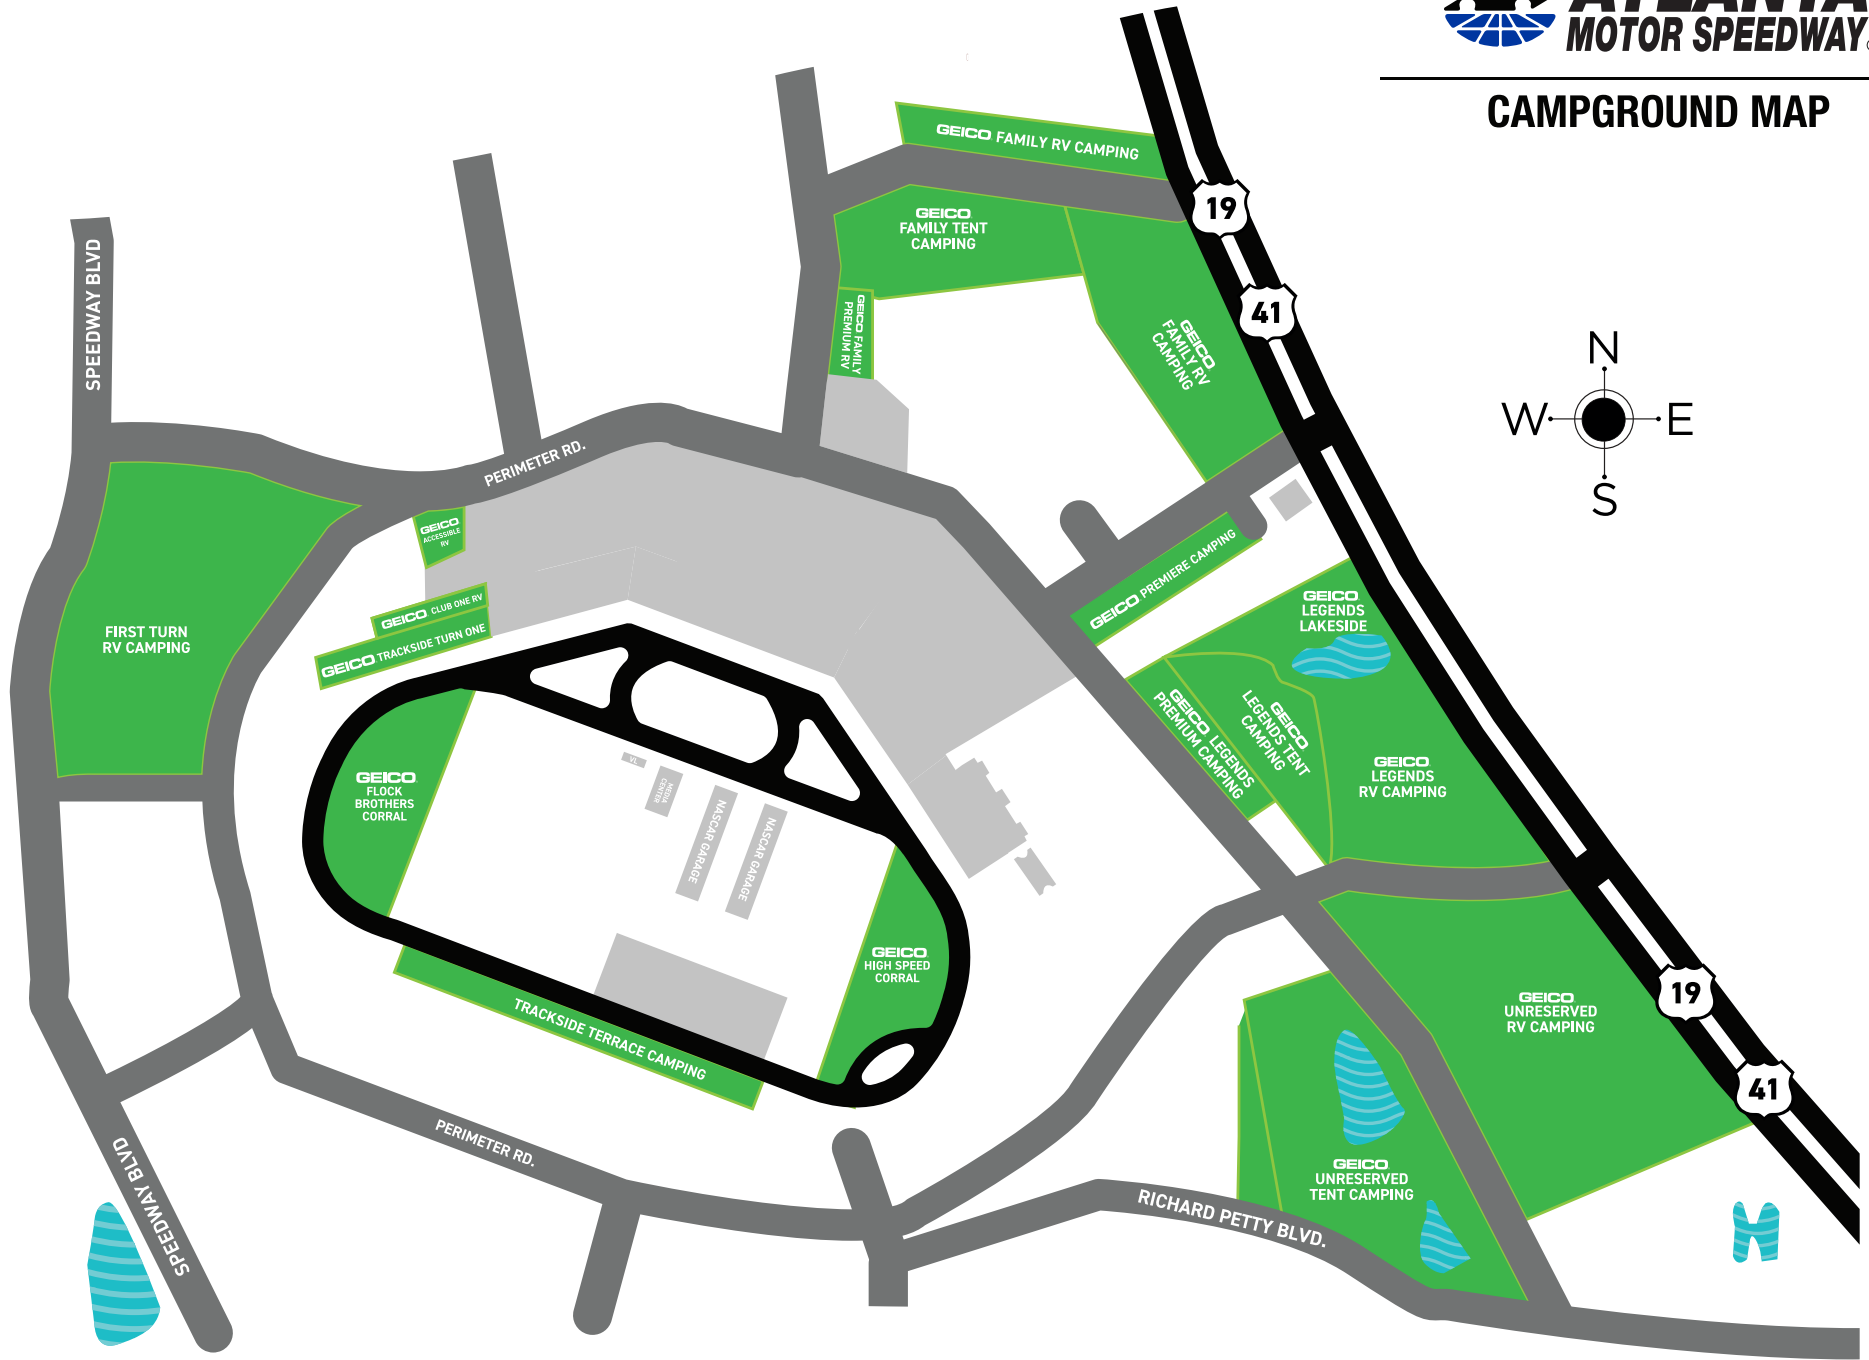 ATLANTA
MOTOR SPEEDWAY
CAMPGROUND MAP
GEICO FAMILY RV CAMPING
19
41
GEICO
FAMILY TENT
CAMPING
GEICO FAMILY
PREMIUM RV
GEICO
FAMILY RV
CAMPING
N
W
E
S
SPEEDWAY BLVD
PERIMETER RD.
GEICO
ACCESSIBLE
RV
GEICO CLUB ONE RV
GEICO TRACKSIDE TURN ONE
FIRST TURN
RV CAMPING
GEICO PREMIERE CAMPING
GEICO
LEGENDS
LAKESIDE
GEICO LEGENDS
PREMIUM CAMPING
GEICO
LEGENDS TENT
CAMPING
GEICO
LEGENDS
RV CAMPING
GEICO
FLOCK
BROTHERS
CORRAL
VL
MEDIA
CENTER
NASCAR GARAGE
NASCAR GARAGE
GEICO
HIGH SPEED
CORRAL
TRACKSIDE TERRACE CAMPING
GEICO
UNRESERVED
RV CAMPING
19
41
GEICO
UNRESERVED
TENT CAMPING
PERIMETER RD.
SPEEDWAY BLVD
RICHARD PETTY BLVD.